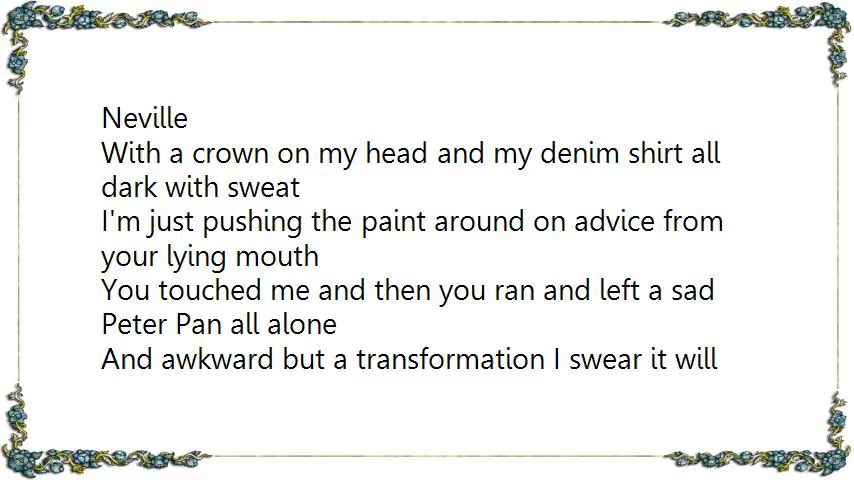 Neville
With a crown on my head and my denim shirt all
dark with sweat
I'm just pushing the paint around on advice from
your lying mouth
You touched me and then you ran and left a sad
Peter Pan all alone
And awkward but a transformation I swear it will